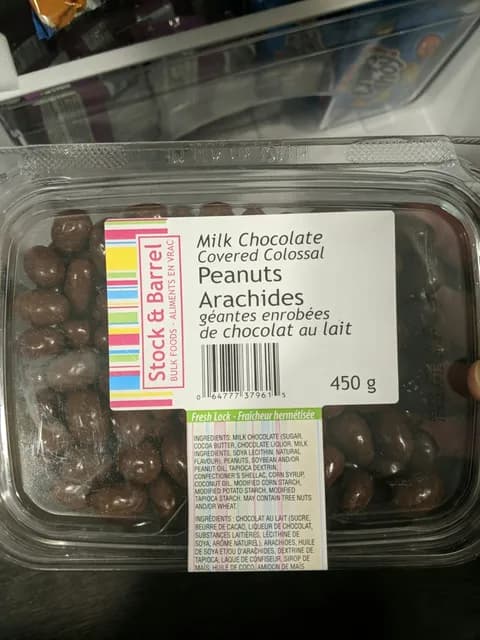 Stock & Barrel
BULK FOODS - ALIMENTS EN VRAC
Milk Chocolate
Covered Colossal
Peanuts
Arachides
géantes enrobées
de chocolat au lait
0 64777 37961 5
450 g
Fresh Lock - Fraîcheur hermétisée
INGREDIENTS: MILK CHOCOLATE (SUGAR,
COCOA BUTTER, CHOCOLATE LIQUOR, MILK
INGREDIENTS, SOYA LECITHIN, NATURAL
FLAVOUR), PEANUTS, SOYBEAN AND/OR
PEANUT OIL, TAPIOCA DEXTRIN,
CONFECTIONER'S SHELLAC, CORN SYRUP,
COCONUT OIL, MODIFIED CORN STARCH,
MODIFIED POTATO STARCH, MODIFIED
TAPIOCA STARCH. MAY CONTAIN TREE NUTS
AND/OR WHEAT.
INGRÉDIENTS: CHOCOLAT AU LAIT (SUCRE,
BEURRE DE CACAO, LIQUEUR DE CHOCOLAT,
SUBSTANCES LAITIÈRES, LÉCITHINE DE
SOYA, ARÔME NATUREL), ARACHIDES, HUILE
DE SOYA ET/OU D'ARACHIDES, DEXTRINE DE
TAPIOCA, LAQUE DE CONFISEUR, SIROP DE
MAÏS, HUILE DE COCO, AMIDON DE MAÏS